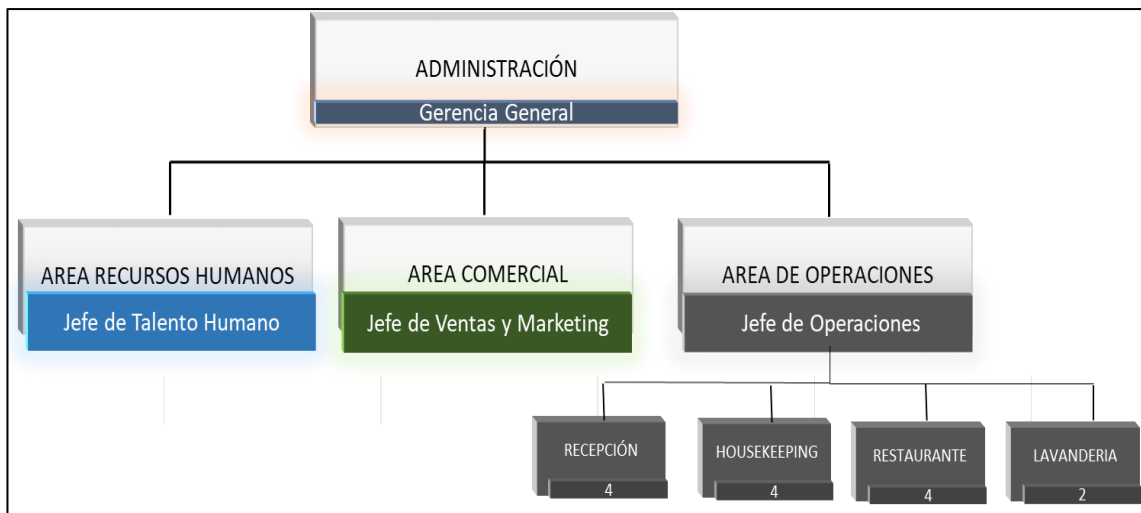 ADMINISTRACIÓN
Gerencia General
AREA RECURSOS HUMANOS
Jefe de Talento Humano
AREA COMERCIAL
Jefe de Ventas y Marketing
AREA DE OPERACIONES
Jefe de Operaciones
RECEPCIÓN
4
HOUSEKEEPING
4
RESTAURANTE
4
LAVANDERIA
2